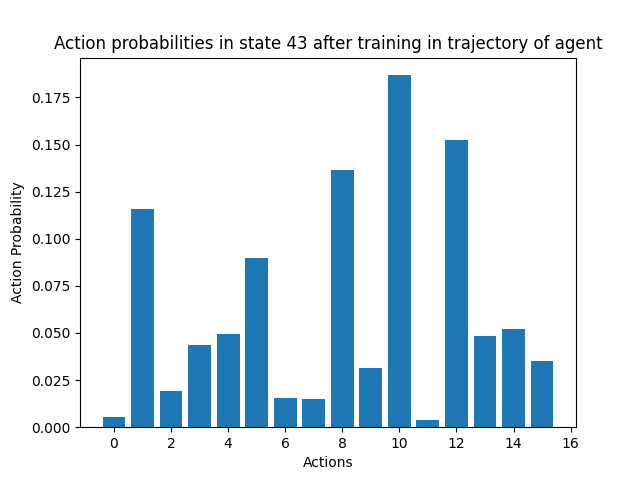 Action probabilities in state 43 after training in trajectory of agent
0.175
0.150
0.125
0.100
0.075
0.050
0.025
0.000
Action Probability
0 2 4 6 8 10 12 14 16
Actions